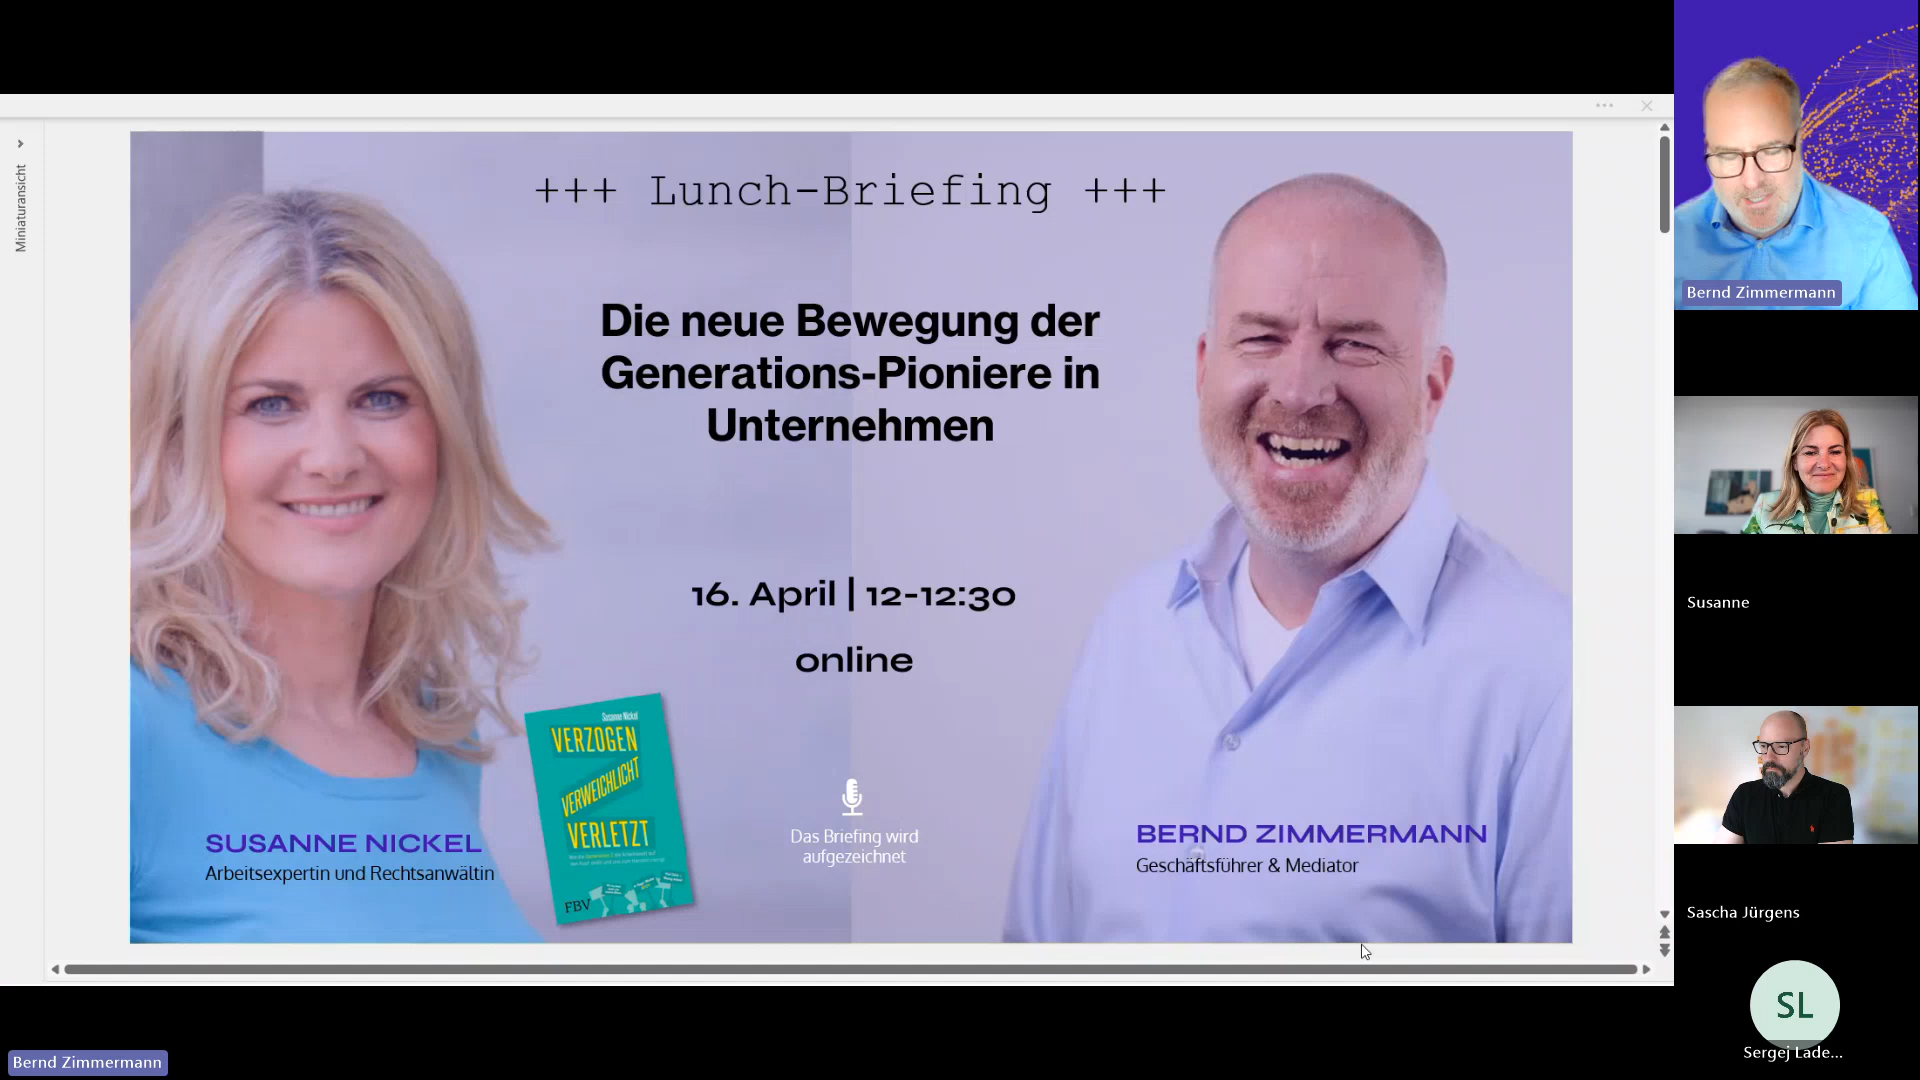 Miniaturansicht
+++ Lunch-Briefing +++
Die neue Bewegung der
Generations-Pioniere in
Unternehmen
16. April | 12-12:30
online
Susanne Nickel
VERZOGEN
VERWEICHLICHT
VERLETZT
FBV
Das Briefing wird
aufgezeichnet
SUSANNE NICKEL
Arbeitsexpertin und Rechtsanwältin
BERND ZIMMERMANN
Geschäftsführer & Mediator
Bernd Zimmermann
Susanne
Sascha Jürgens
SL
Sergej Lade...
Bernd Zimmermann